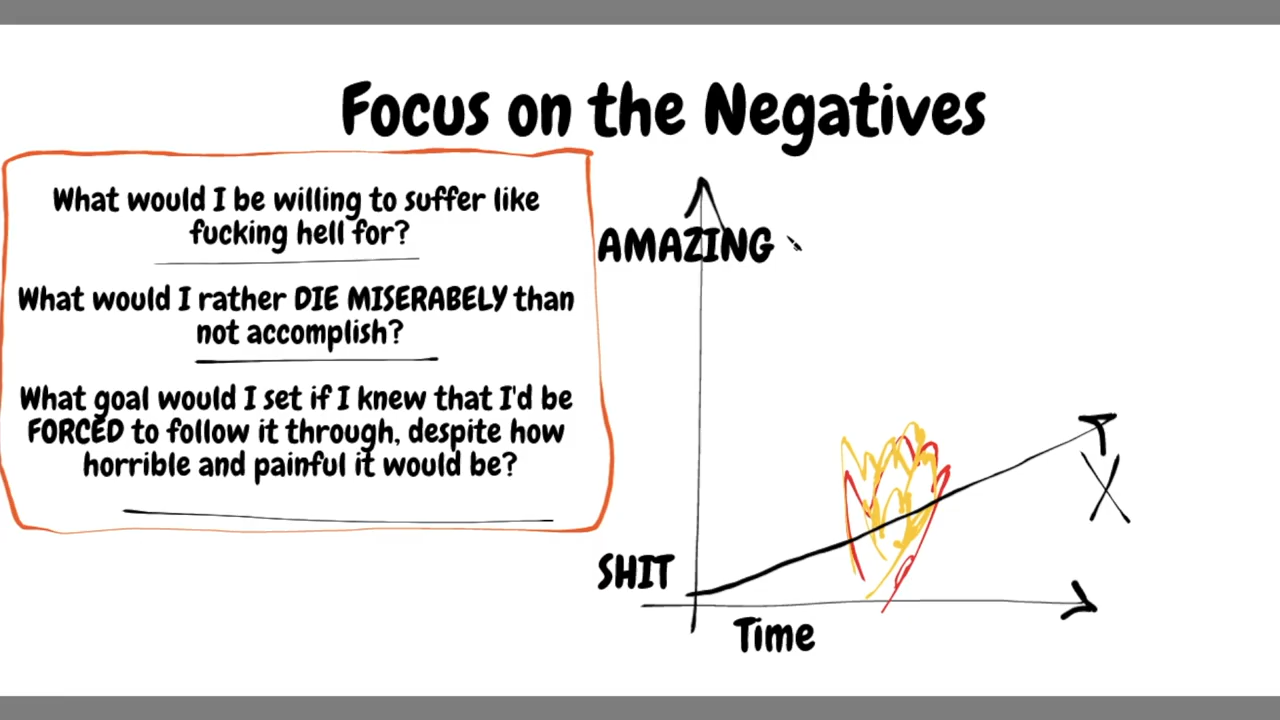 Focus on the Negatives
What would I be willing to suffer like
fucking hell for?
What would I rather DIE MISERABELY than
not accomplish?
What goal would I set if I knew that I'd be
FORCED to follow it through, despite how
horrible and painful it would be?
AMAZING
X
SHIT
Time